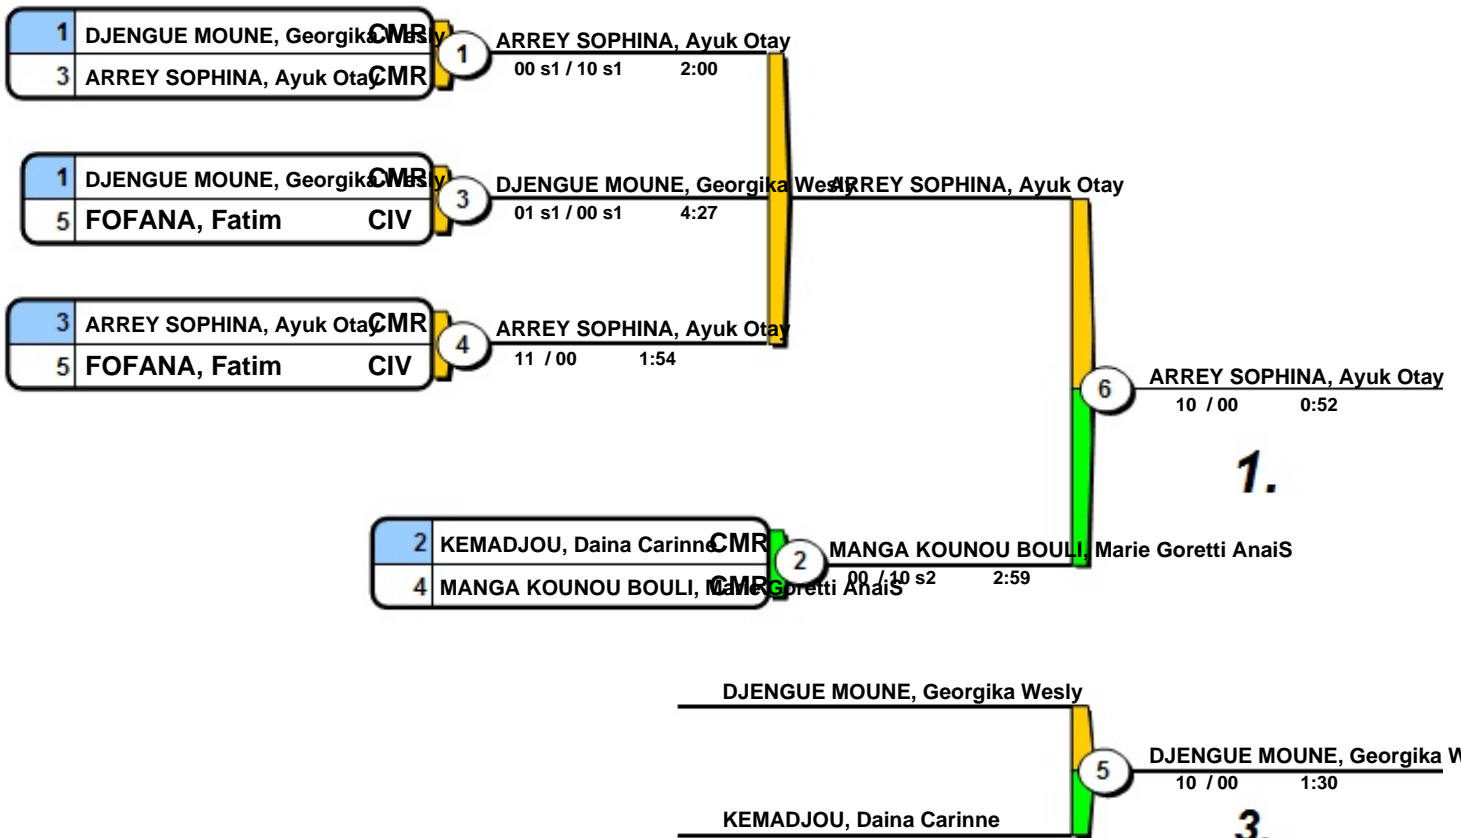 1 DJENGUE MOUNE, Georgika Wesly CMR
3 ARREY SOPHINA, Ayuk Otay CMR
1
ARREY SOPHINA, Ayuk Otay
00 s1 / 10 s1 2:00
1 DJENGUE MOUNE, Georgika Wesly CMR
5 FOFANA, Fatim CIV
3
DJENGUE MOUNE, Georgika Wesly
01 s1 / 00 s1 4:27
ARREY SOPHINA, Ayuk Otay
3 ARREY SOPHINA, Ayuk Otay CMR
5 FOFANA, Fatim CIV
4
ARREY SOPHINA, Ayuk Otay
11 / 00 1:54
6
ARREY SOPHINA, Ayuk Otay
10 / 00 0:52
1.
2 KEMADJOU, Daina Carinne CMR
4 MANGA KOUNOU BOULI, Marie Goretti AnaiS CMR
2
MANGA KOUNOU BOULI, Marie Goretti AnaiS
00 / 10 s2 2:59
DJENGUE MOUNE, Georgika Wesly
5
DJENGUE MOUNE, Georgika W
10 / 00 1:30
KEMADJOU, Daina Carinne
3.